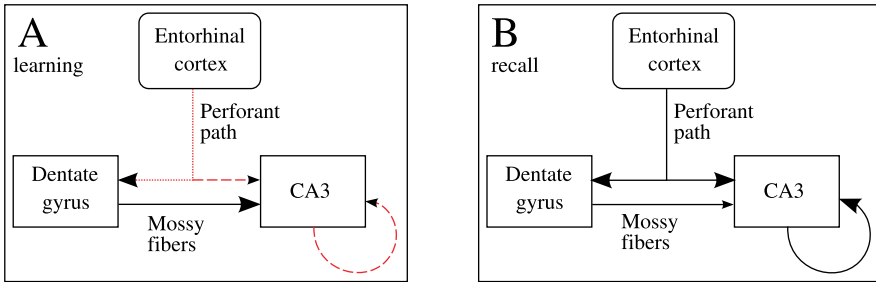 A
learning
Entorhinal
cortex
Perforant
path
Dentate
gyrus
CA3
Mossy
fibers
B
recall
Entorhinal
cortex
Perforant
path
Dentate
gyrus
CA3
Mossy
fibers